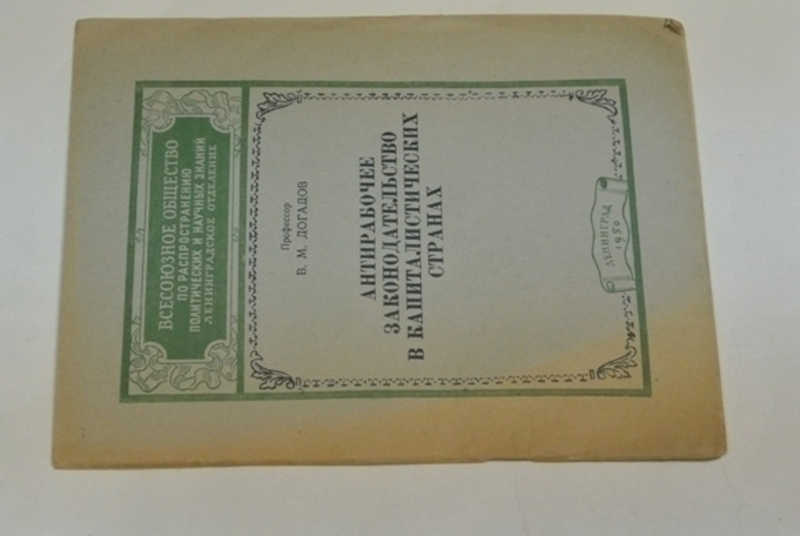 ВСЕСОЮЗНОЕ ОБЩЕСТВО
ПО РАСПРОСТРАНЕНИЮ
ПОЛИТИЧЕСКИХ И НАУЧНЫХ ЗНАНИЙ
ЛЕНИНГРАДСКОЕ ОТДЕЛЕНИЕ
Профессор
В. М. ДОГАДОВ
АНТИРАБОЧЕЕ
ЗАКОНОДАТЕЛЬСТВО
В КАПИТАЛИСТИЧЕСКИХ
СТРАНАХ
ЛЕНИНГРАД
1950